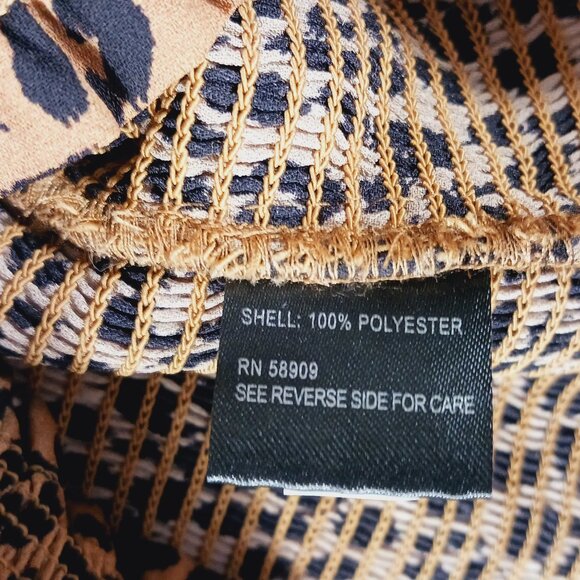 SHELL: 100% POLYESTER
RN 58909
SEE REVERSE SIDE FOR CARE